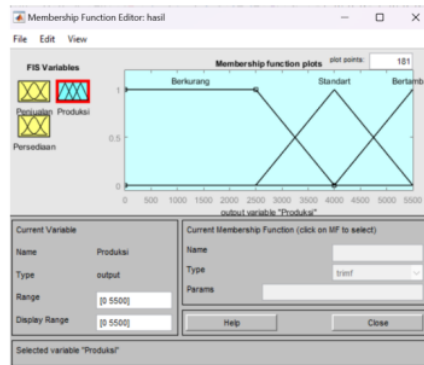 Membership Function Editor: hasil
File Edit View
FIS Variables
Membership function plots
plot points:
181
Berkurang
Standart
Bertamb
1
0.5
0
0 500 1000 1500 2000 2500 3000 3500 4000 4500 5000 5500
output variable "Produksi"
Penjualan Produksi
Persediaan
Current Variable
Name Produksi
Type output
Range [0 5500]
Display Range [0 5500]
Current Membership Function (click on MF to select)
Name
Type trimf
Params
Help Close
Selected variable "Produksi"